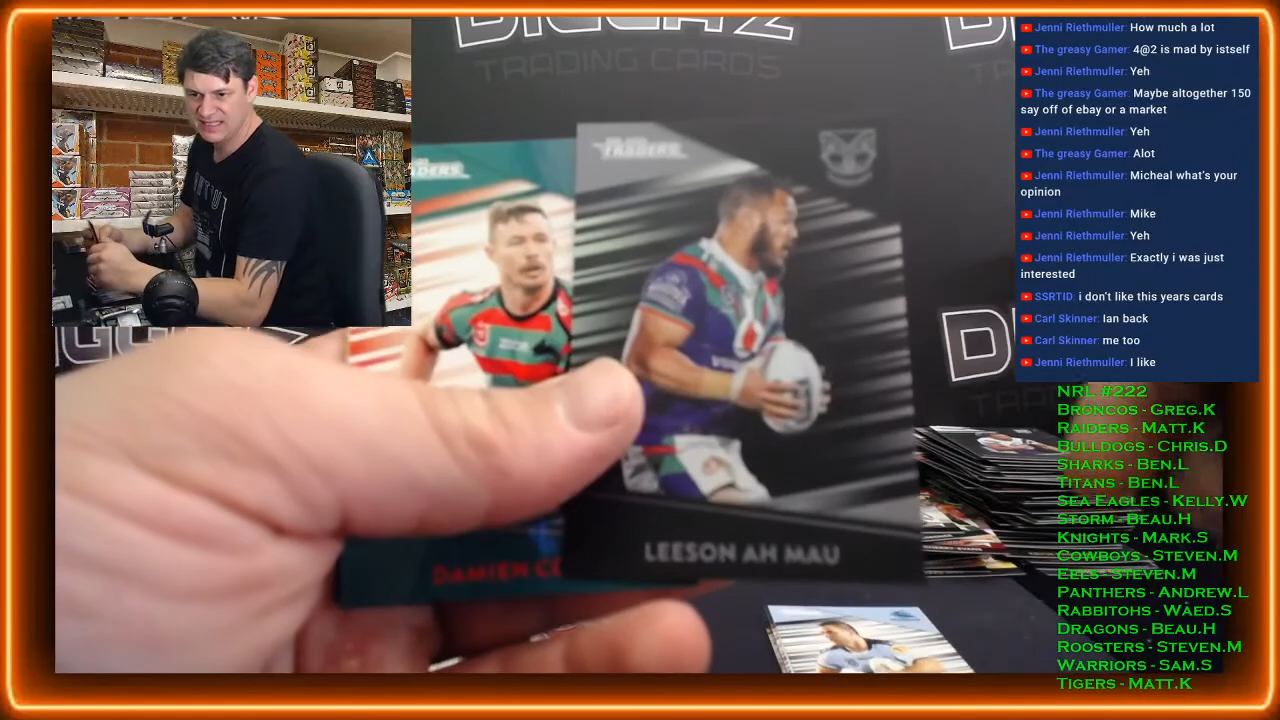 DIGGAZ
TRADING CARDS
Jenni Riethmuller: How much a lot
The greasy Gamer: 4@2 is mad by istself
Jenni Riethmuller: Yeh
The greasy Gamer: Maybe altogether 150
say off of ebay or a market
Jenni Riethmuller: Yeh
The greasy Gamer: Alot
Jenni Riethmuller: Micheal what's your
opinion
Jenni Riethmuller: Mike
Jenni Riethmuller: Yeh
Jenni Riethmuller: Exactly i was just
interested
SSRTID: i don't like this years cards
Carl Skinner: Ian back
Carl Skinner: me too
Jenni Riethmuller: I like
TRADERS
LEESON AH MAU
NRL #222
BRONCOS - GREG.K
RAIDERS - MATT.K
BULLDOGS - CHRIS.D
SHARKS - BEN.L
TITANS - BEN.L
SEA EAGLES - KELLY.W
STORM - BEAU.H
KNIGHTS - MARK.S
COWBOYS - STEVEN.M
EELS - STEVEN.M
PANTHERS - ANDREW.L
RABBITOHS - WAED.S
DRAGONS - BEAU.H
ROOSTERS - STEVEN.M
WARRIORS - SAM.S
TIGERS - MATT.K